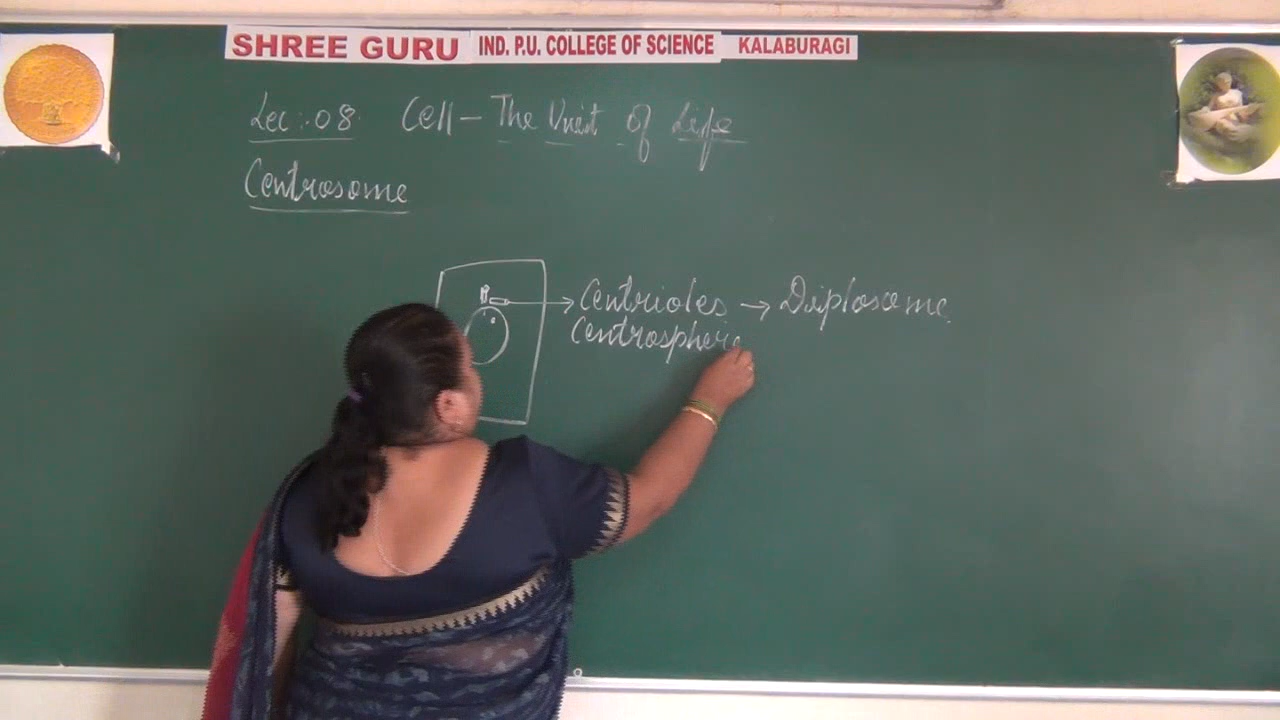 SHREE GURU IND. P.U. COLLEGE OF SCIENCE KALABURAGI
Lec:-08 Cell - The Unit of Life
Centrosome
→ Centrioles → Diplosome
Centrosphere